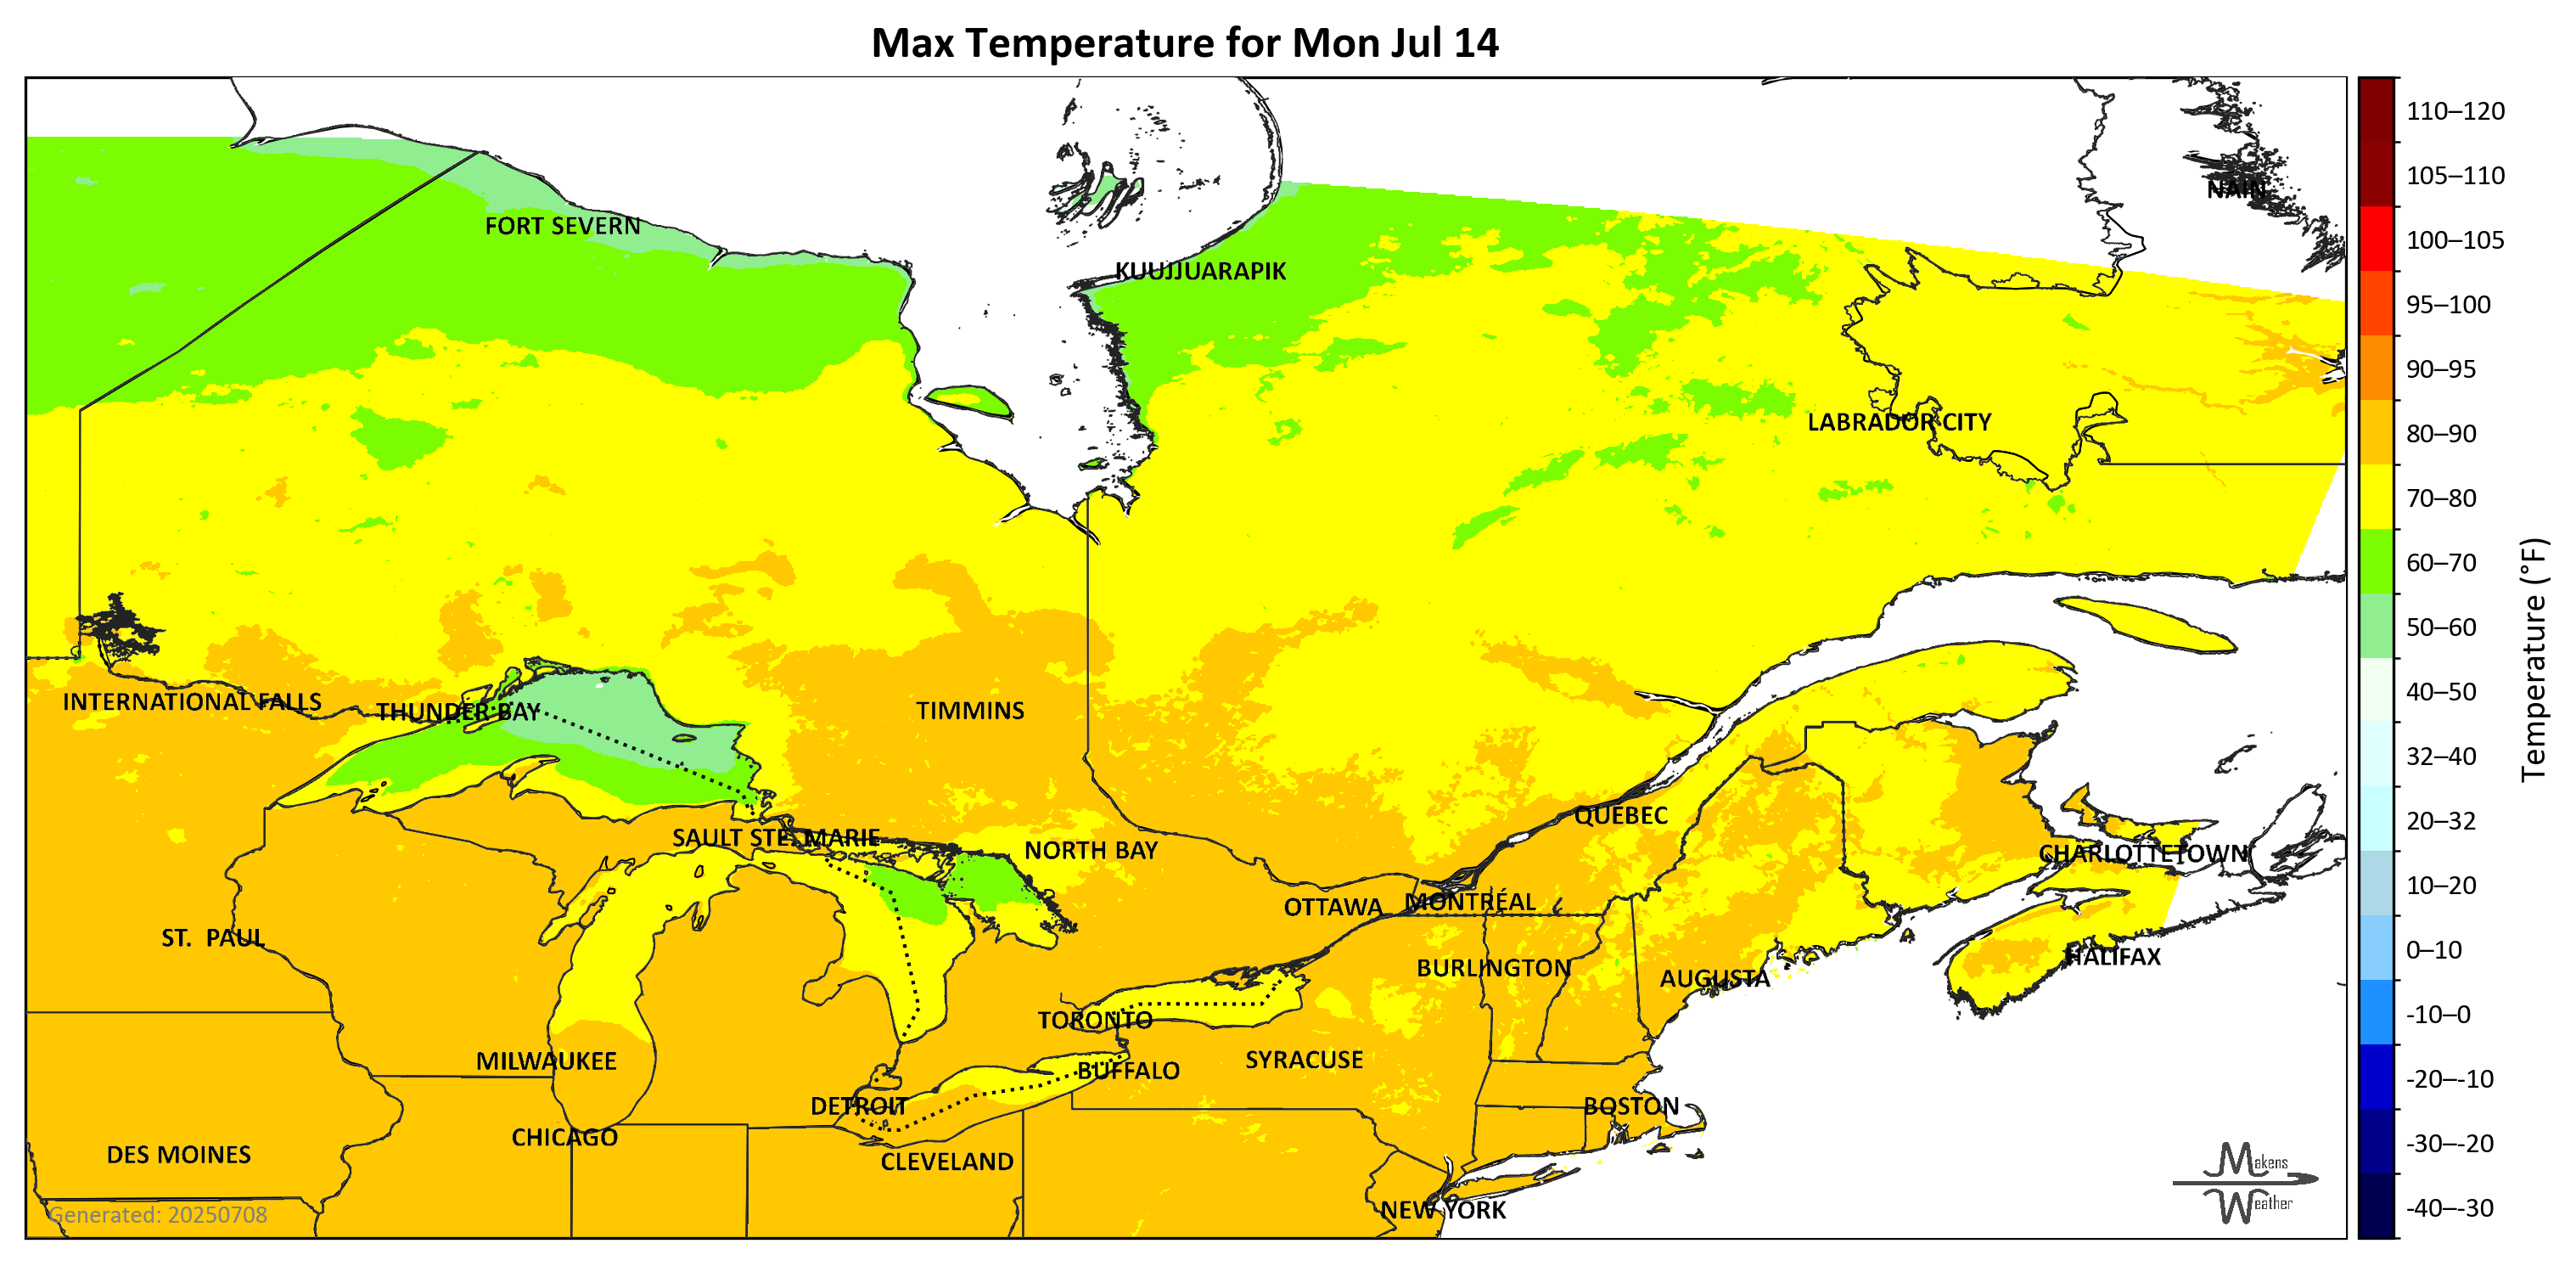 Max Temperature for Mon Jul 14
110–120
105–110
NAIN
FORT SEVERN
100–105
KUUJJUARAPIK
95–100
90–95
LABRADOR CITY
80–90
70–80
60–70
50–60
Temperature (°F)
INTERNATIONAL FALLS
THUNDER BAY
TIMMINS
40–50
32–40
QUEBEC
20–32
SAULT STE. MARIE
NORTH BAY
CHARLOTTETOWN
10–20
OTTAWA
MONTRÉAL
ST. PAUL
HALIFAX
0–10
BURLINGTON
AUGUSTA
TORONTO
-10–0
MILWAUKEE
BUFFALO
SYRACUSE
-20–-10
DETROIT
BOSTON
CHICAGO
-30–-20
DES MOINES
CLEVELAND
Makens
Weather
Generated: 20250708
NEW YORK
-40–-30